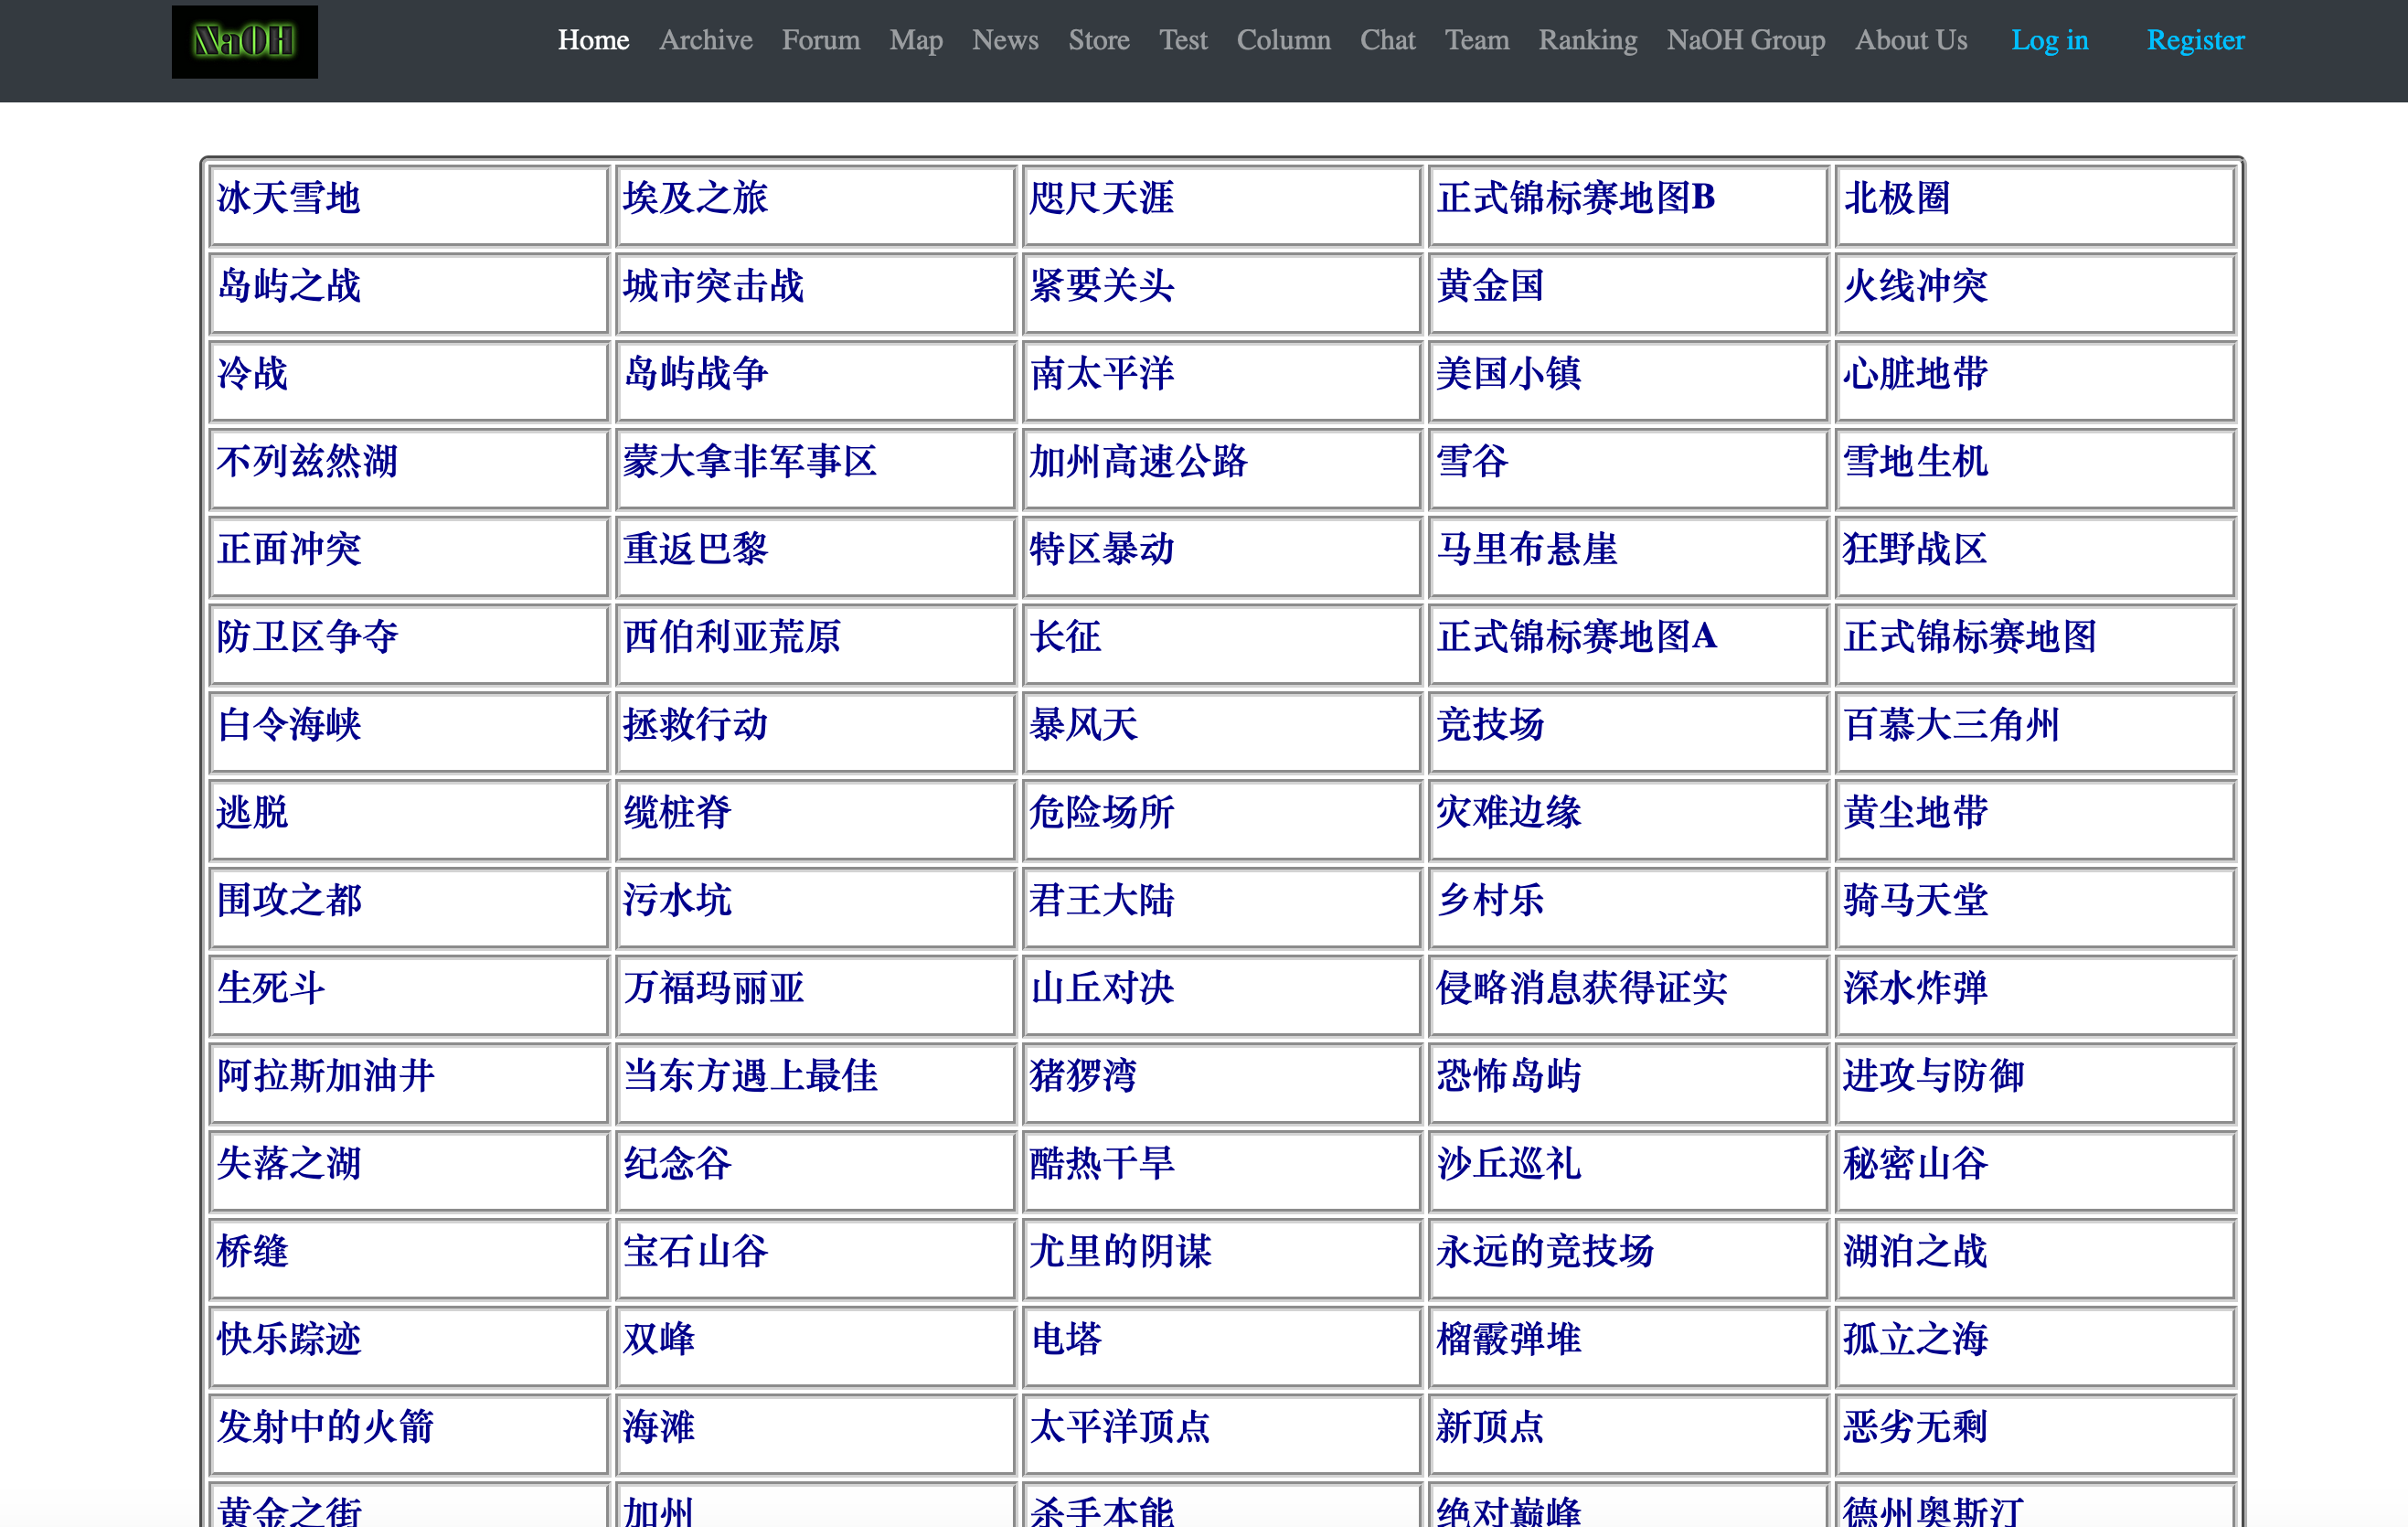 NaOH Home Archive Forum Map News Store Test Column Chat Team Ranking NaOH Group About Us Log in Register
冰天雪地 埃及之旅 咫尺天涯 正式锦标赛地图B 北极圈
岛屿之战 城市突击战 紧要关头 黄金国 火线冲突
冷战 岛屿战争 南太平洋 美国小镇 心脏地带
不列兹然湖 蒙大拿非军事区 加州高速公路 雪谷 雪地生机
正面冲突 重返巴黎 特区暴动 马里布悬崖 狂野战区
防卫区争夺 西伯利亚荒原 长征 正式锦标赛地图A 正式锦标赛地图
白令海峡 拯救行动 暴风天 竞技场 百慕大三角州
逃脱 缆桩脊 危险场所 灾难边缘 黄尘地带
围攻之都 污水坑 君王大陆 乡村乐 骑马天堂
生死斗 万福玛丽亚 山丘对决 侵略消息获得证实 深水炸弹
阿拉斯加油井 当东方遇上最佳 猪猡湾 恐怖岛屿 进攻与防御
失落之湖 纪念谷 酷热干旱 沙丘巡礼 秘密山谷
桥缝 宝石山谷 尤里的阴谋 永远的竞技场 湖泊之战
快乐踪迹 双峰 电塔 榴霰弹堆 孤立之海
发射中的火箭 海滩 太平洋顶点 新顶点 恶劣无剩
黄金之街 加州 杀手本能 绝对巅峰 德州奥斯汀